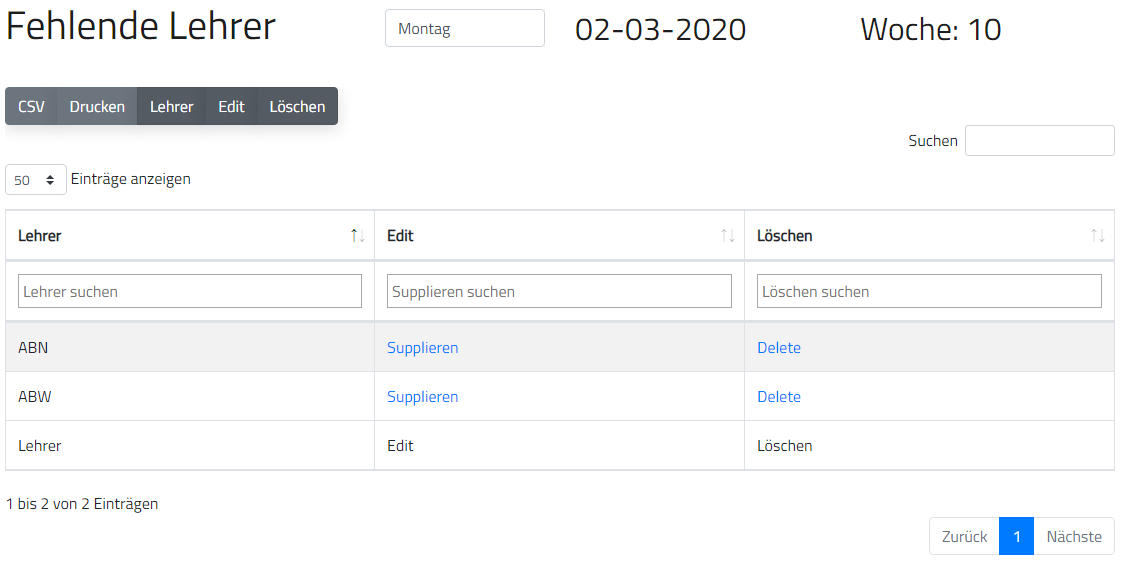 Fehlende Lehrer Montag 02-03-2020 Woche: 10
CSV Drucken Lehrer Edit Löschen
Suchen
50 Einträge anzeigen
Lehrer Edit Löschen
Lehrer suchen Supplieren suchen Löschen suchen
ABN Supplieren Delete
ABW Supplieren Delete
Lehrer Edit Löschen
1 bis 2 von 2 Einträgen
Zurück 1 Nächste